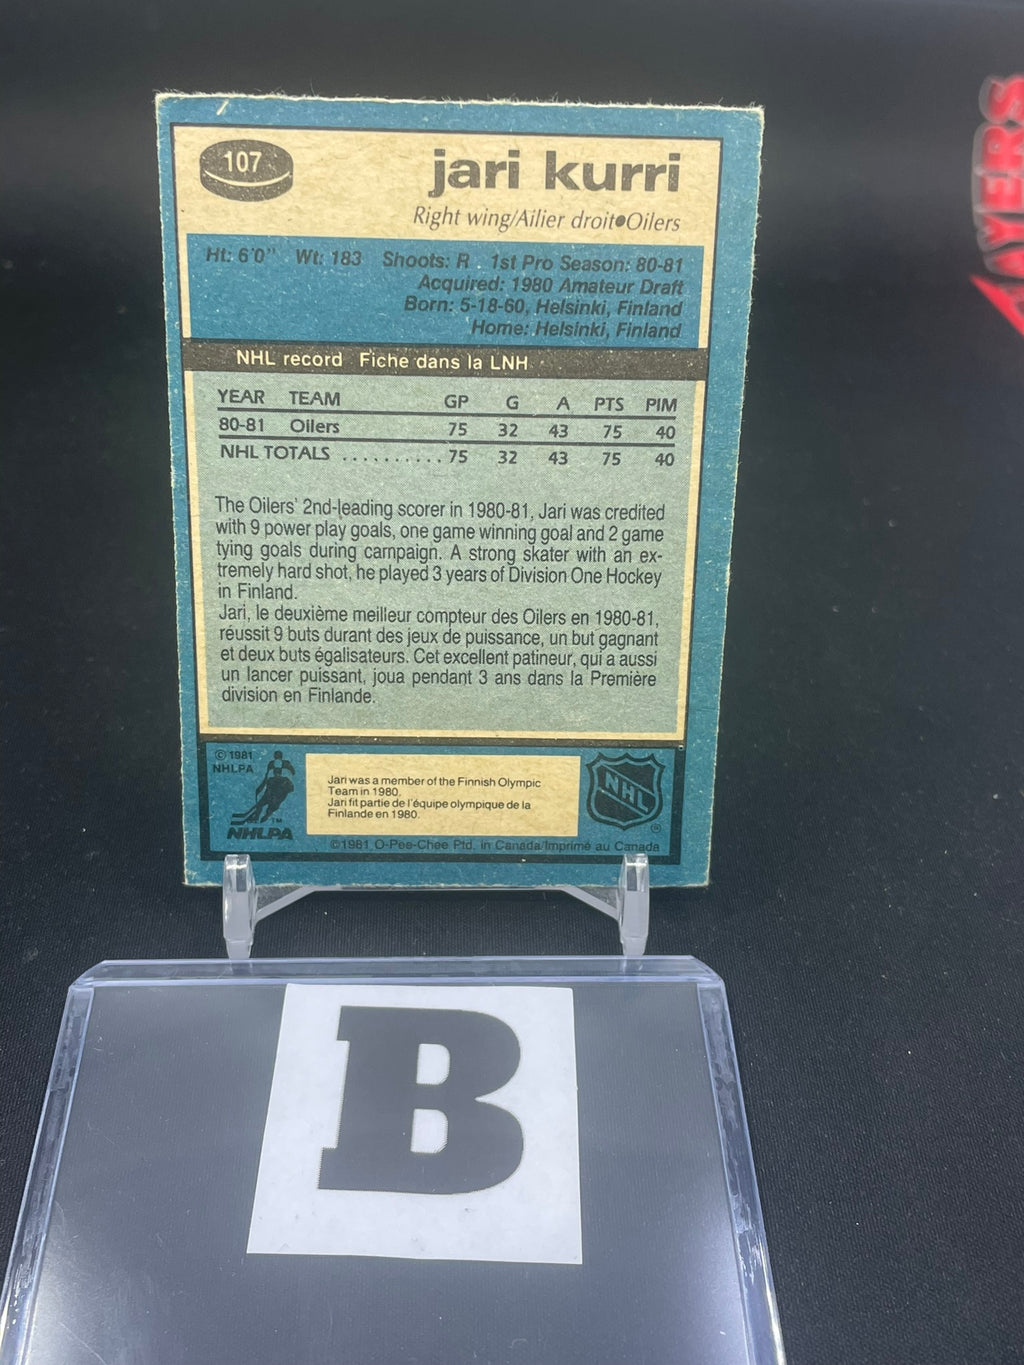 107
jari kurri
Right wing/Ailier droit•Oilers
Ht: 6'0" Wt: 183 Shoots: R . 1st Pro Season: 80-81
Acquired: 1980 Amateur Draft
Born: 5-18-60, Helsinki, Finland
Home: Helsinki, Finland
NHL record Fiche dans la LNH
YEAR TEAM GP G A PTS PIM
80-81 Oilers 75 32 43 75 40
NHL TOTALS .......... 75 32 43 75 40
The Oilers' 2nd-leading scorer in 1980-81, Jari was credited
with 9 power play goals, one game winning goal and 2 game
tying goals during campaign. A strong skater with an ex-
tremely hard shot, he played 3 years of Division One Hockey
in Finland.
Jari, le deuxième meilleur compteur des Oilers en 1980-81,
réussit 9 buts durant des jeux de puissance, un but gagnant
et deux buts égalisateurs. Cet excellent patineur, qui a aussi
un lancer puissant, joua pendant 3 ans dans la Première
division en Finlande.
© 1981
NHLPA
TM
NHLPA
Jari was a member of the Finnish Olympic
Team in 1980.
Jari fit partie de l'équipe olympique de la
Finlande en 1980.
NHL
®
©1981 O-Pee-Chee Ptd. in Canada/Imprimé au Canada
B
AYERS